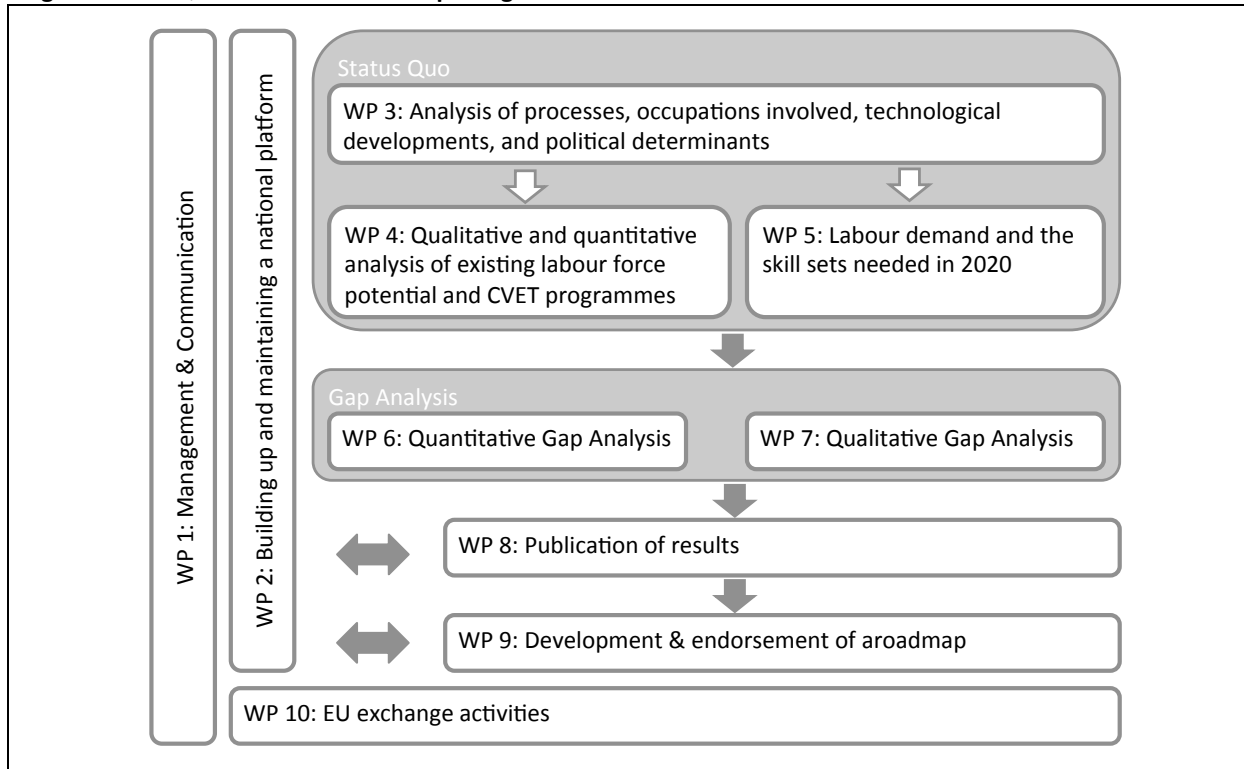 WP 1: Management & Communication
WP 2: Building up and maintaining a national platform
Status Quo
WP 3: Analysis of processes, occupations involved, technological
developments, and political determinants
WP 4: Qualitative and quantitative
analysis of existing labour force
potential and CVET programmes
WP 5: Labour demand and the
skill sets needed in 2020
Gap Analysis
WP 6: Quantitative Gap Analysis
WP 7: Qualitative Gap Analysis
WP 8: Publication of results
WP 9: Development & endorsement of aroadmap
WP 10: EU exchange activities